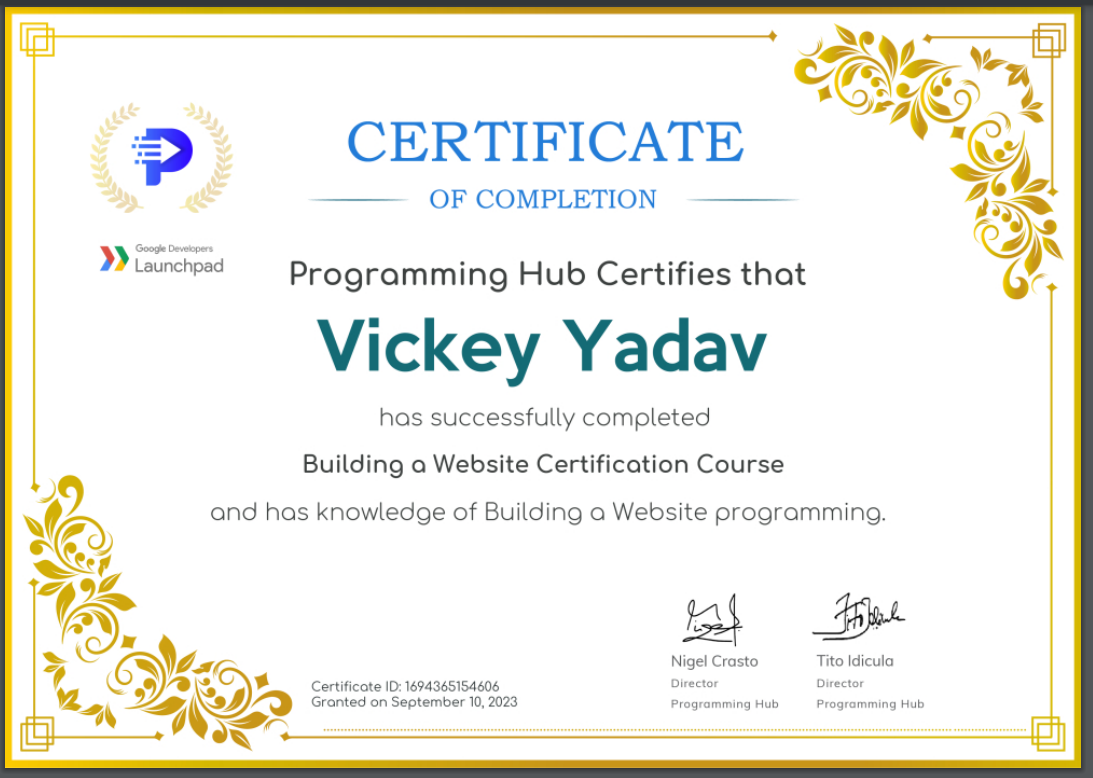 CERTIFICATE
OF COMPLETION
Google Developers
Launchpad
Programming Hub Certifies that
Vickey Yadav
has successfully completed
Building a Website Certification Course
and has knowledge of Building a Website programming.
Nigel Crasto
Director
Programming Hub
Tito Idicula
Director
Programming Hub
Certificate ID: 1694365154606
Granted on September 10, 2023